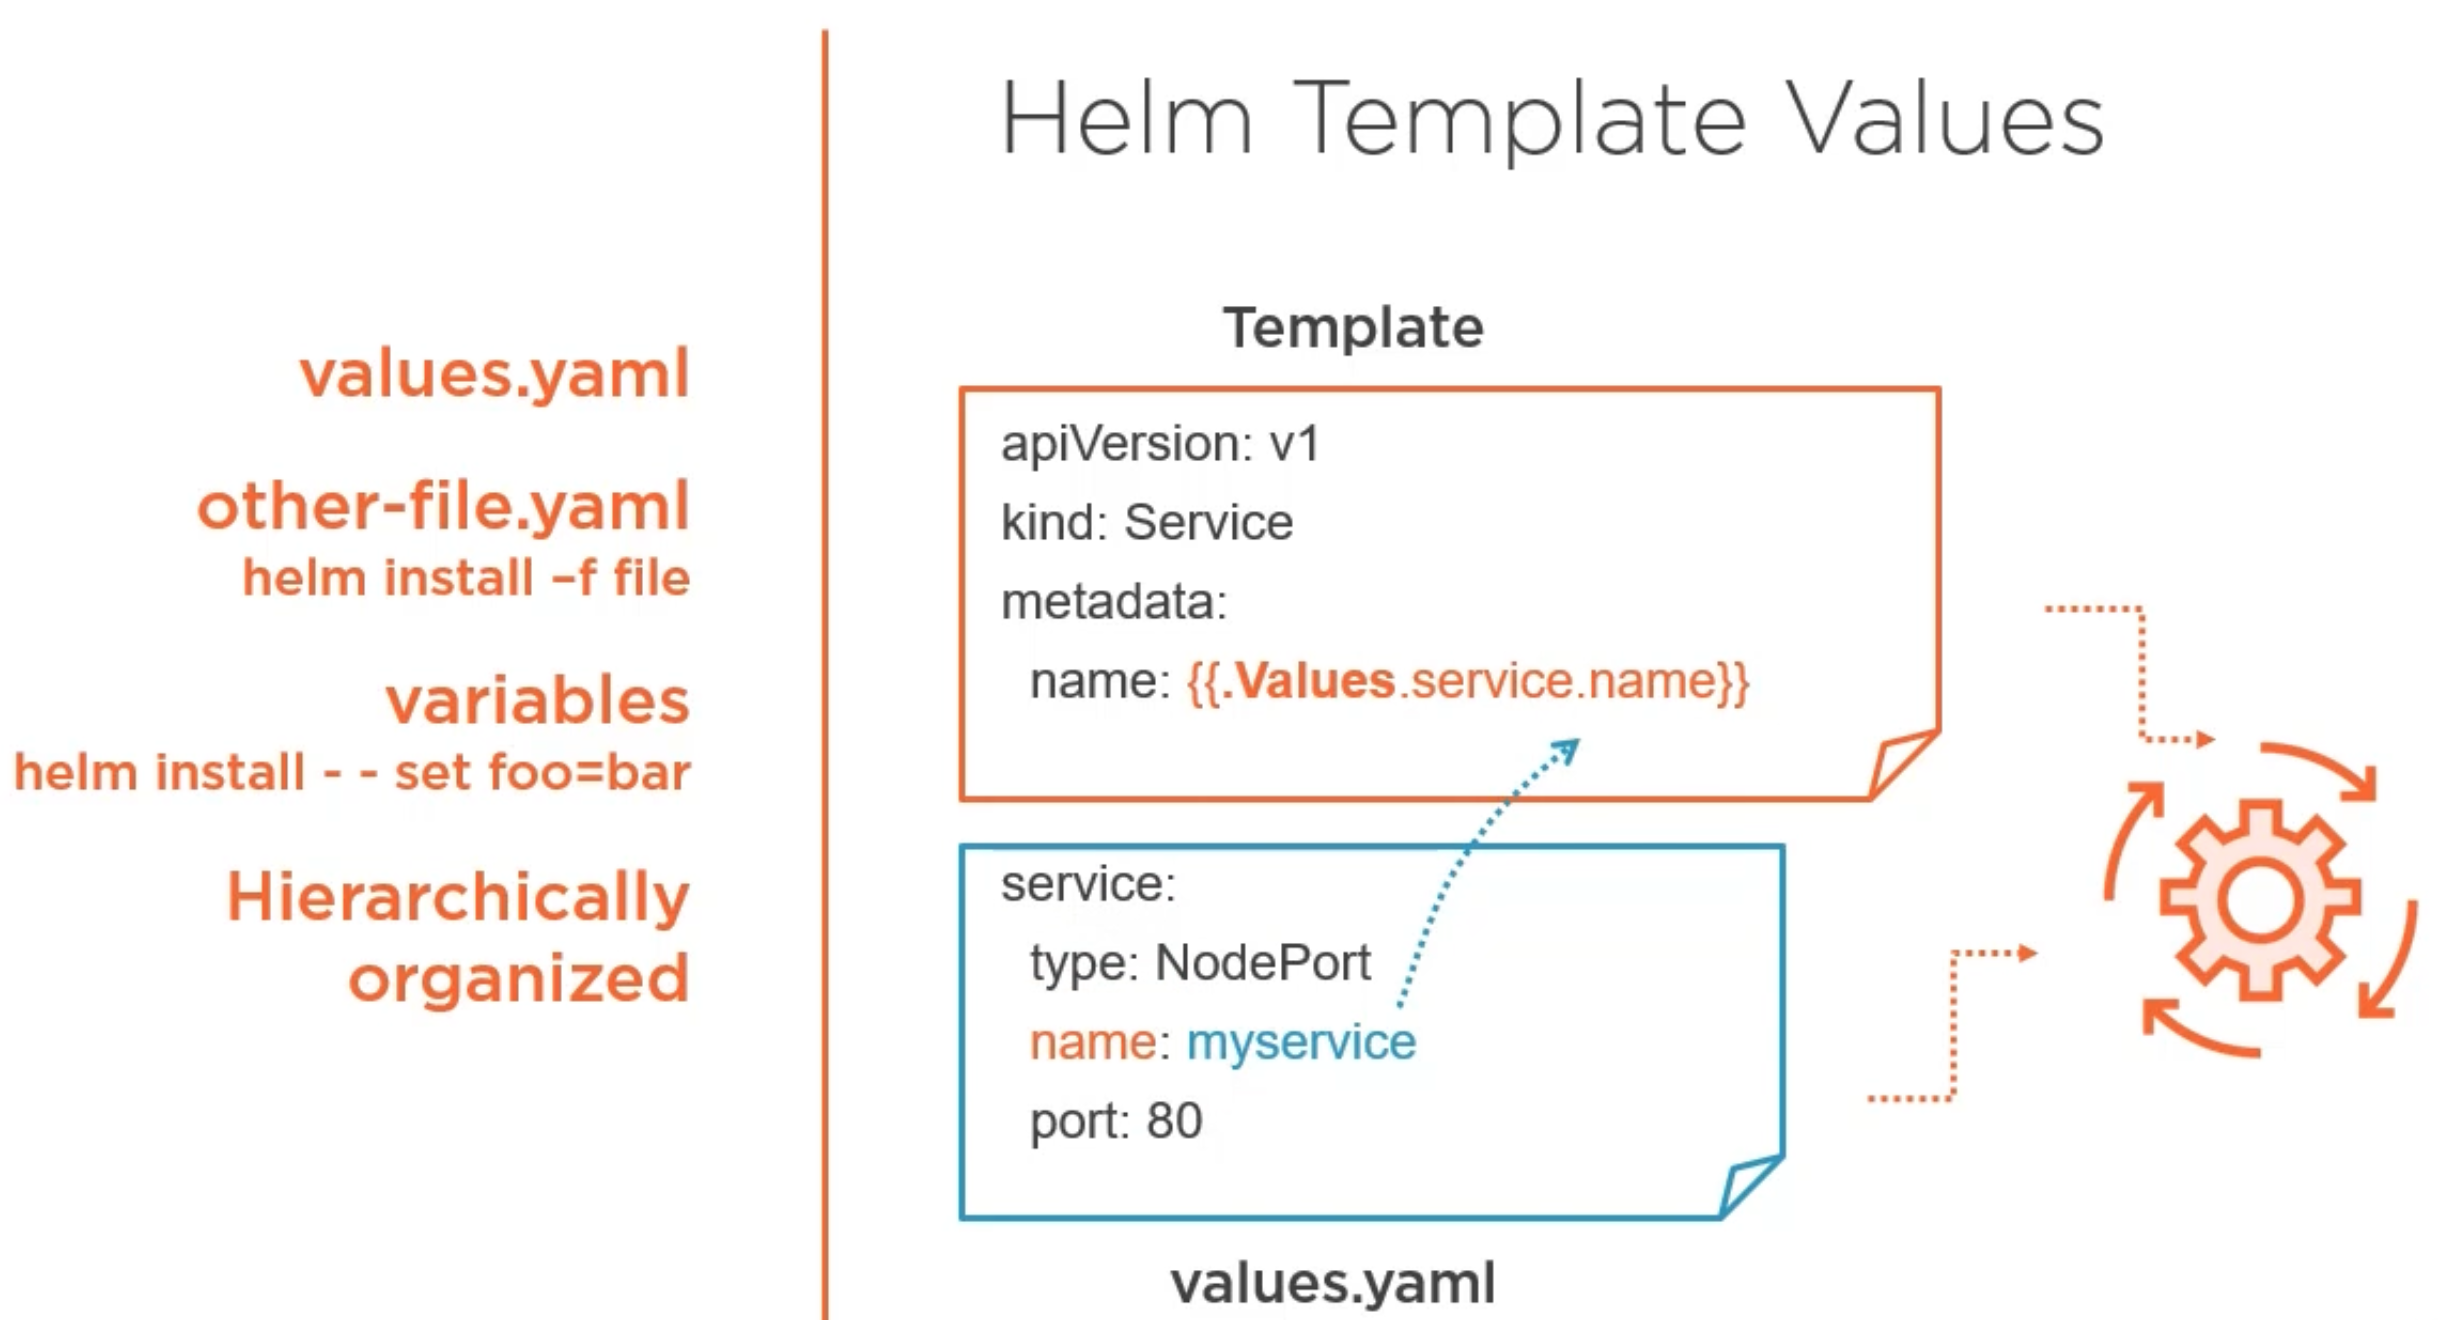 Helm Template Values
values.yaml
other-file.yaml
helm install –f file
variables
helm install - - set foo=bar
Hierarchically
organized
Template
apiVersion: v1
kind: Service
metadata:
name: {{.Values.service.name}}
service:
type: NodePort
name: myservice
port: 80
values.yaml